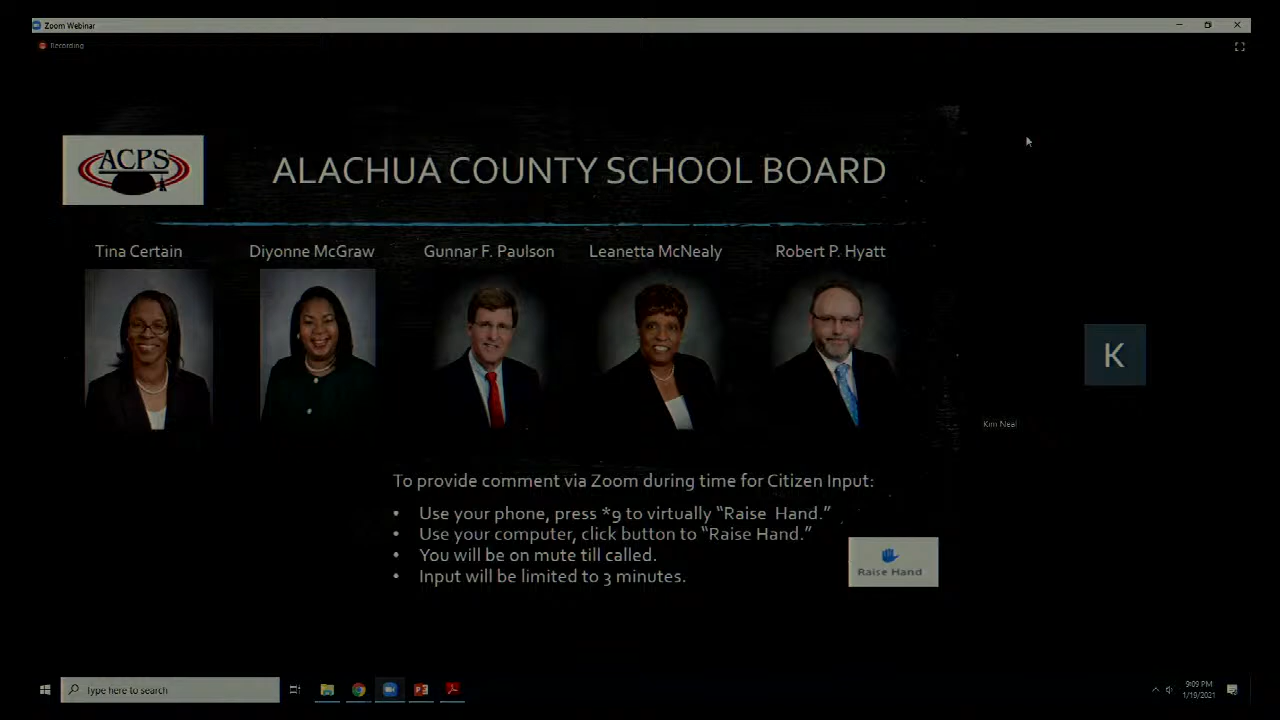 Zoom Webinar
Recording
ACPS
ALACHUA COUNTY SCHOOL BOARD
Tina Certain
Diyonne McGraw
Gunnar F. Paulson
Leanetta McNealy
Robert P. Hyatt
K
Kim Neal
To provide comment via Zoom during time for Citizen Input:
• Use your phone, press *9 to virtually “Raise Hand.”
• Use your computer, click button to “Raise Hand.”
• You will be on mute till called.
• Input will be limited to 3 minutes.
Raise Hand
Type here to search
9:09 PM
1/19/2021